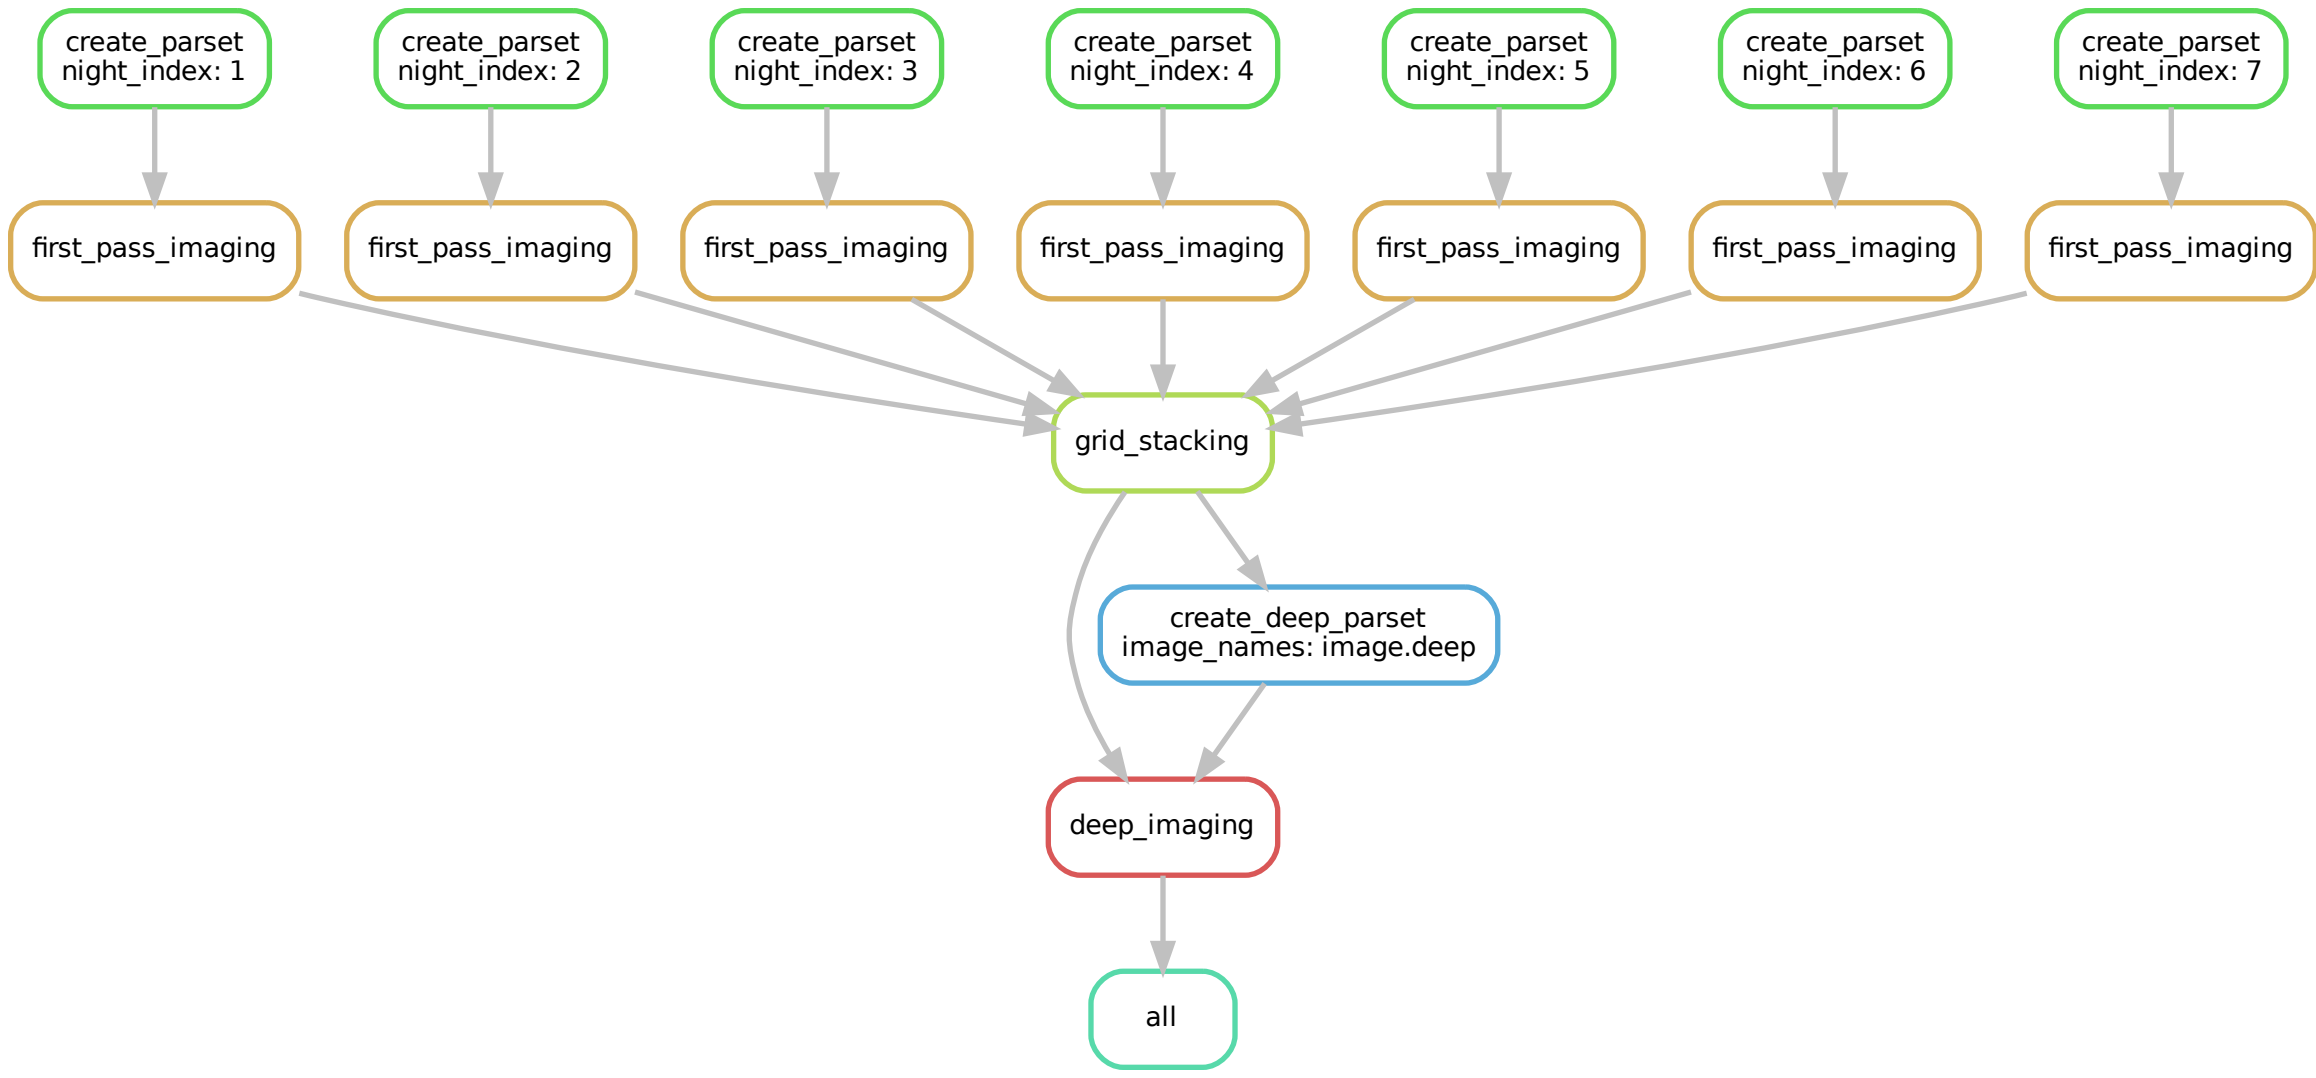 create_parset
night_index: 1
create_parset
night_index: 2
create_parset
night_index: 3
create_parset
night_index: 4
create_parset
night_index: 5
create_parset
night_index: 6
create_parset
night_index: 7
first_pass_imaging
first_pass_imaging
first_pass_imaging
first_pass_imaging
first_pass_imaging
first_pass_imaging
first_pass_imaging
grid_stacking
create_deep_parset
image_names: image.deep
deep_imaging
all